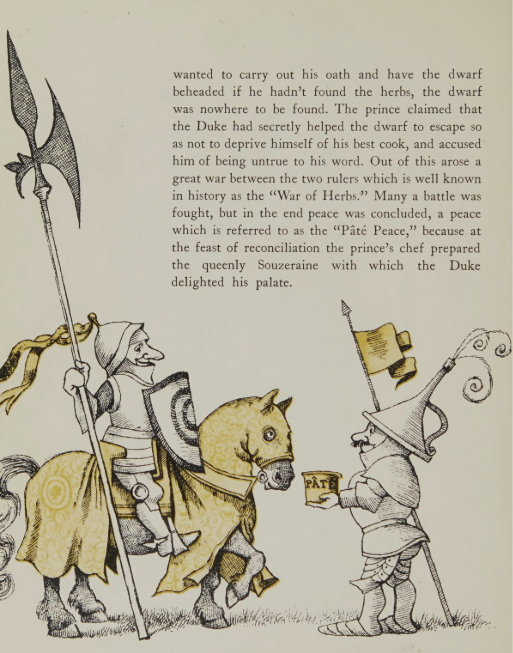 wanted to carry out his oath and have the dwarf
beheaded if he hadn't found the herbs, the dwarf
was nowhere to be found. The prince claimed that
the Duke had secretly helped the dwarf to escape so
as not to deprive himself of his best cook, and accused
him of being untrue to his word. Out of this arose a
great war between the two rulers which is well known
in history as the “War of Herbs.” Many a battle was
fought, but in the end peace was concluded, a peace
which is referred to as the “Pâté Peace,” because at
the feast of reconciliation the prince's chef prepared
the queenly Souzeraine with which the Duke
delighted his palate.
PÂTÉ